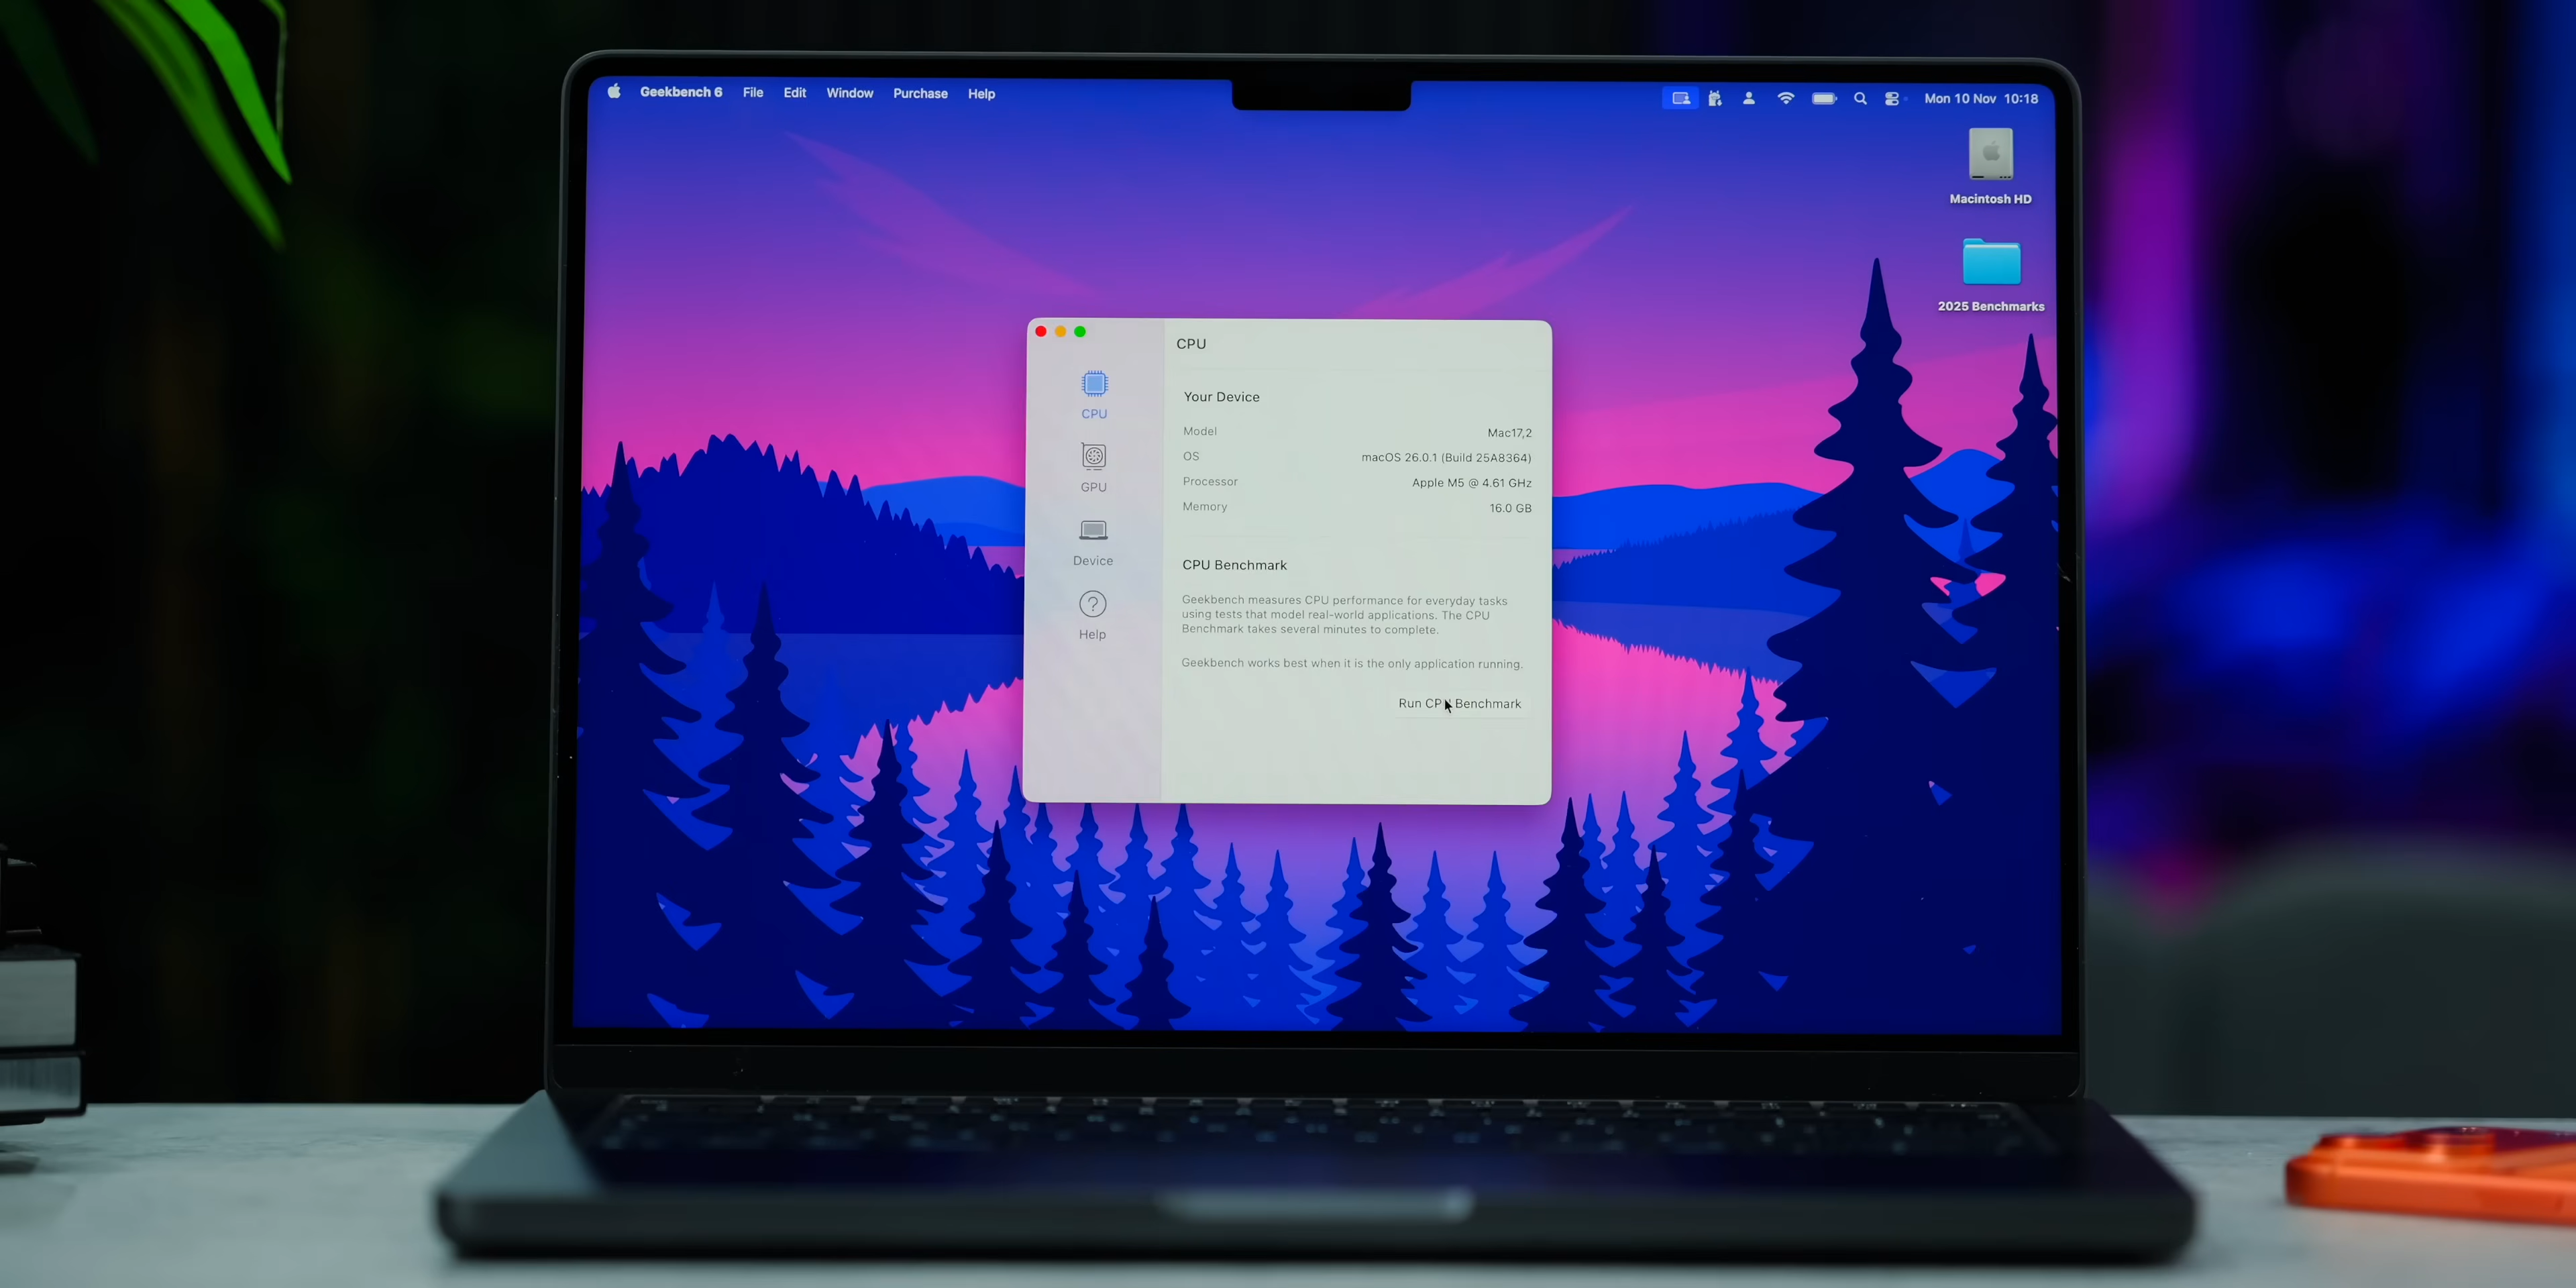 Geekbench 6 File Edit Window Purchase Help
Mon 10 Nov 10:18
Macintosh HD
2025 Benchmarks
CPU
GPU
Device
?
Help
CPU
Your Device
Model Mac17,2
OS macOS 26.0.1 (Build 25A8364)
Processor Apple M5 @ 4.61 GHz
Memory 16.0 GB
CPU Benchmark
Geekbench measures CPU performance for everyday tasks
using tests that model real-world applications. The CPU
Benchmark takes several minutes to complete.
Geekbench works best when it is the only application running.
Run CPU Benchmark